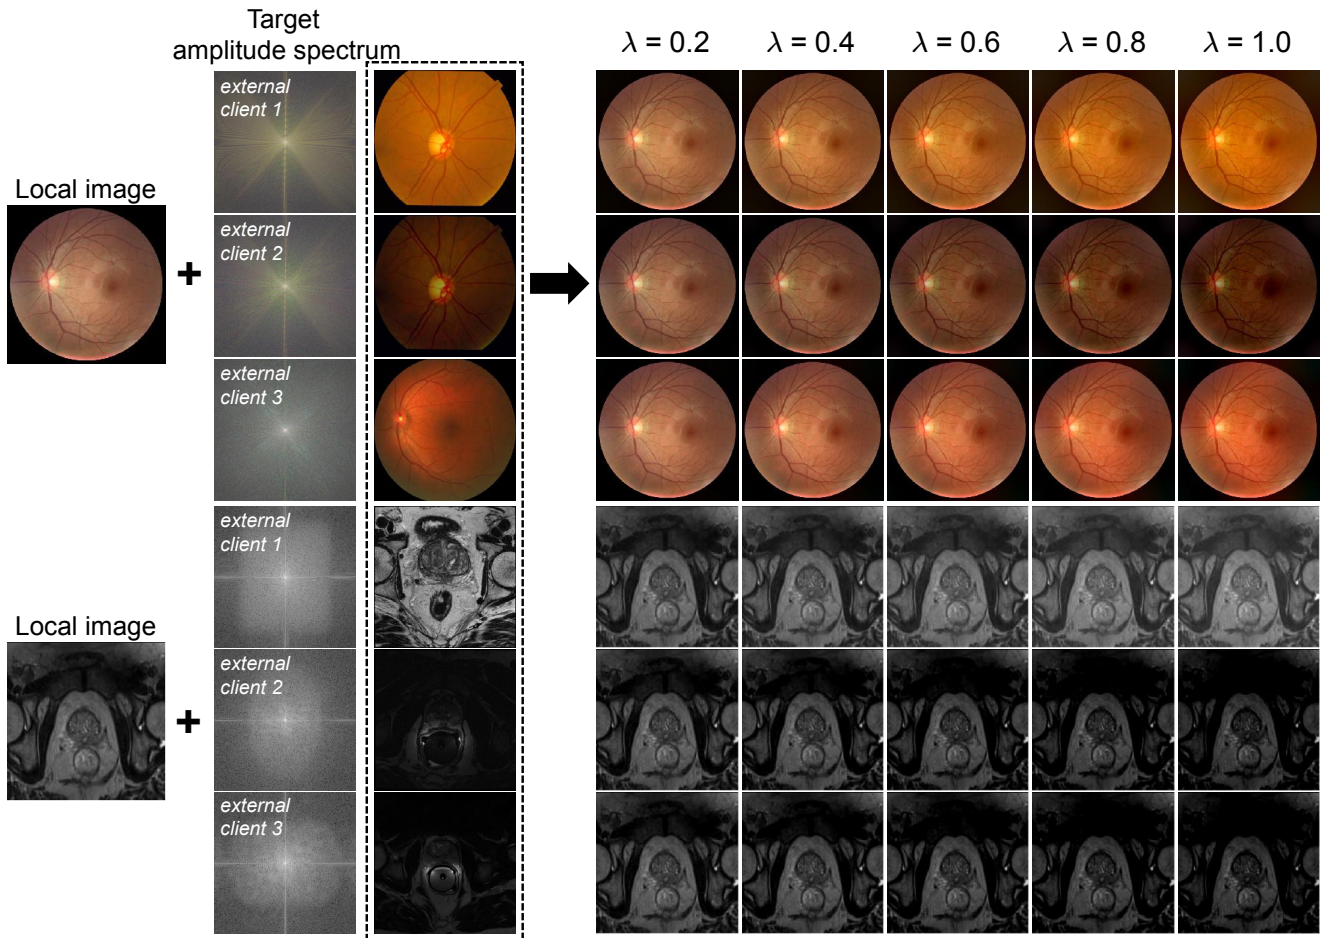 Target
amplitude spectrum
λ = 0.2
λ = 0.4
λ = 0.6
λ = 0.8
λ = 1.0
external
client 1
Local image
+
external
client 2
external
client 3
external
client 1
Local image
+
external
client 2
external
client 3